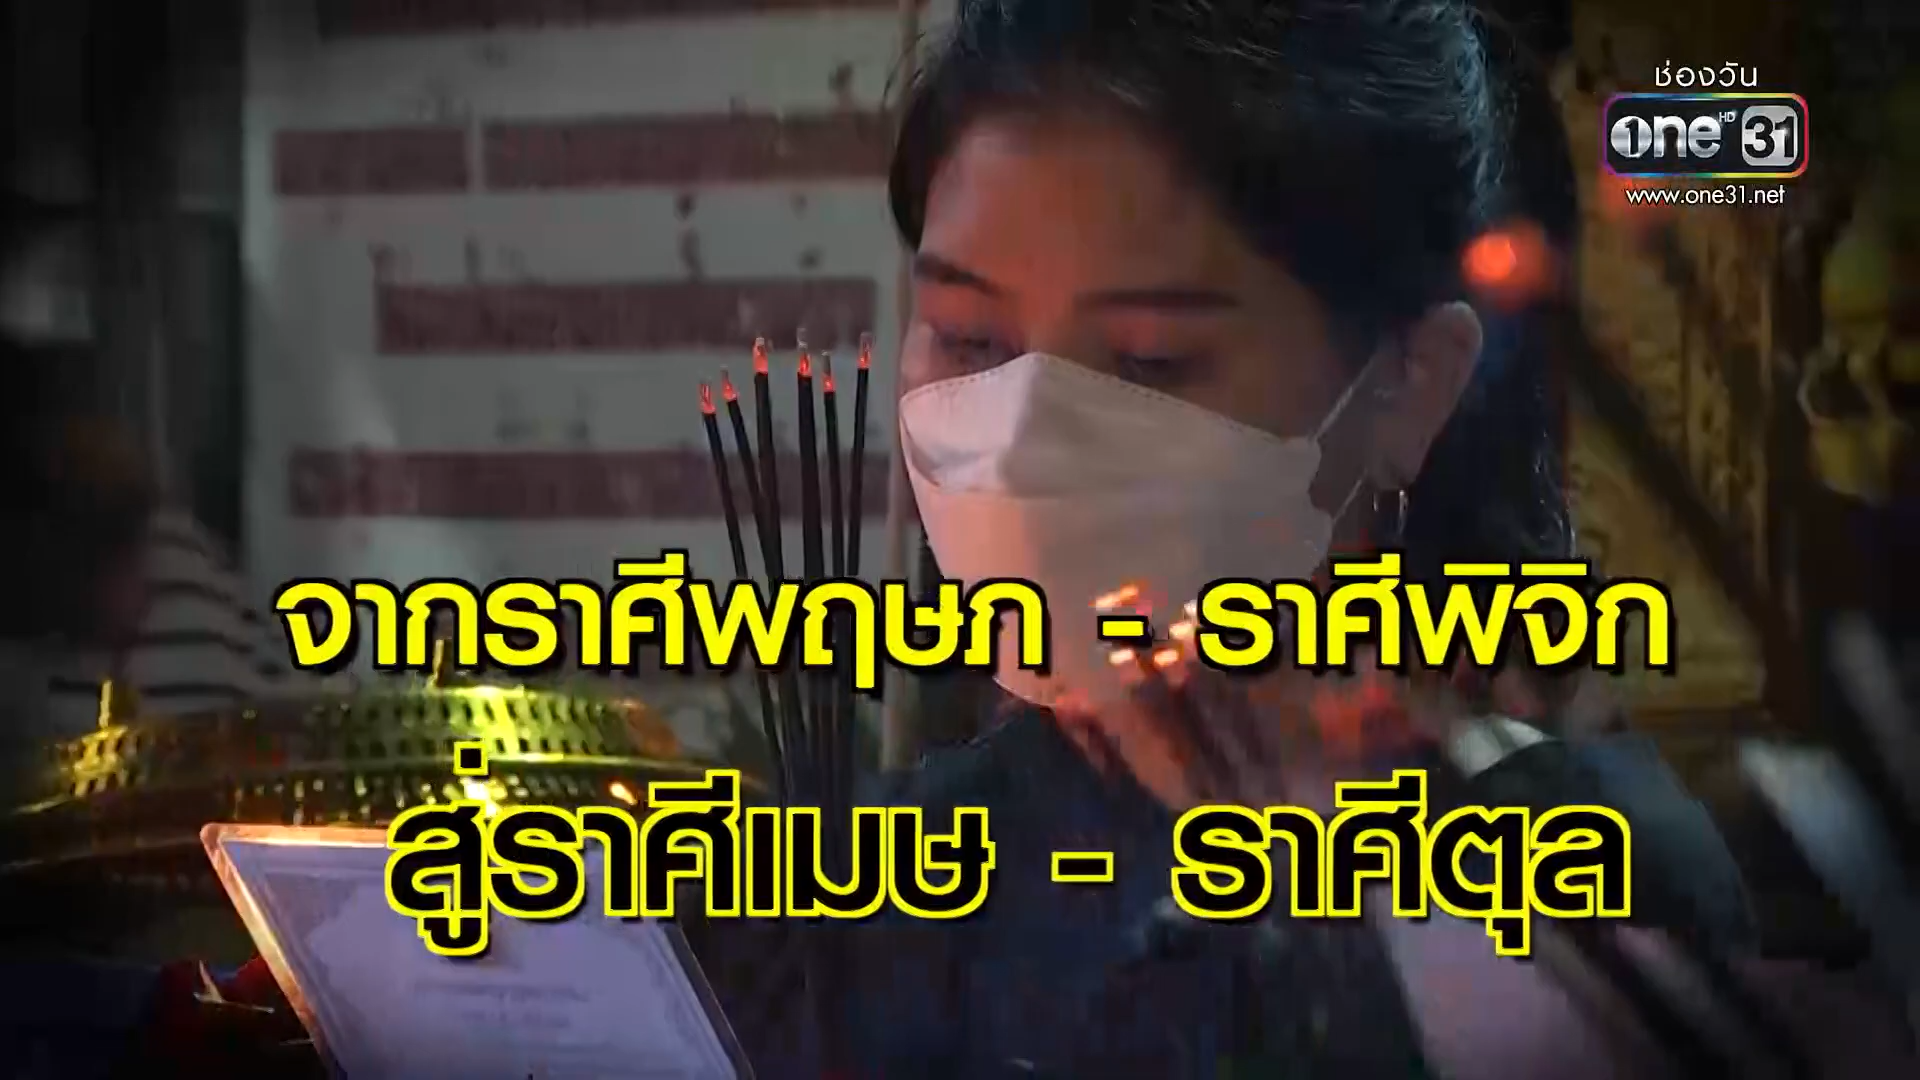 ช่องวัน
one HD 31
www.one31.net
จากราศีพฤษภ - ราศีพิจิก
สู่ราศีเมษ - ราศีตุล